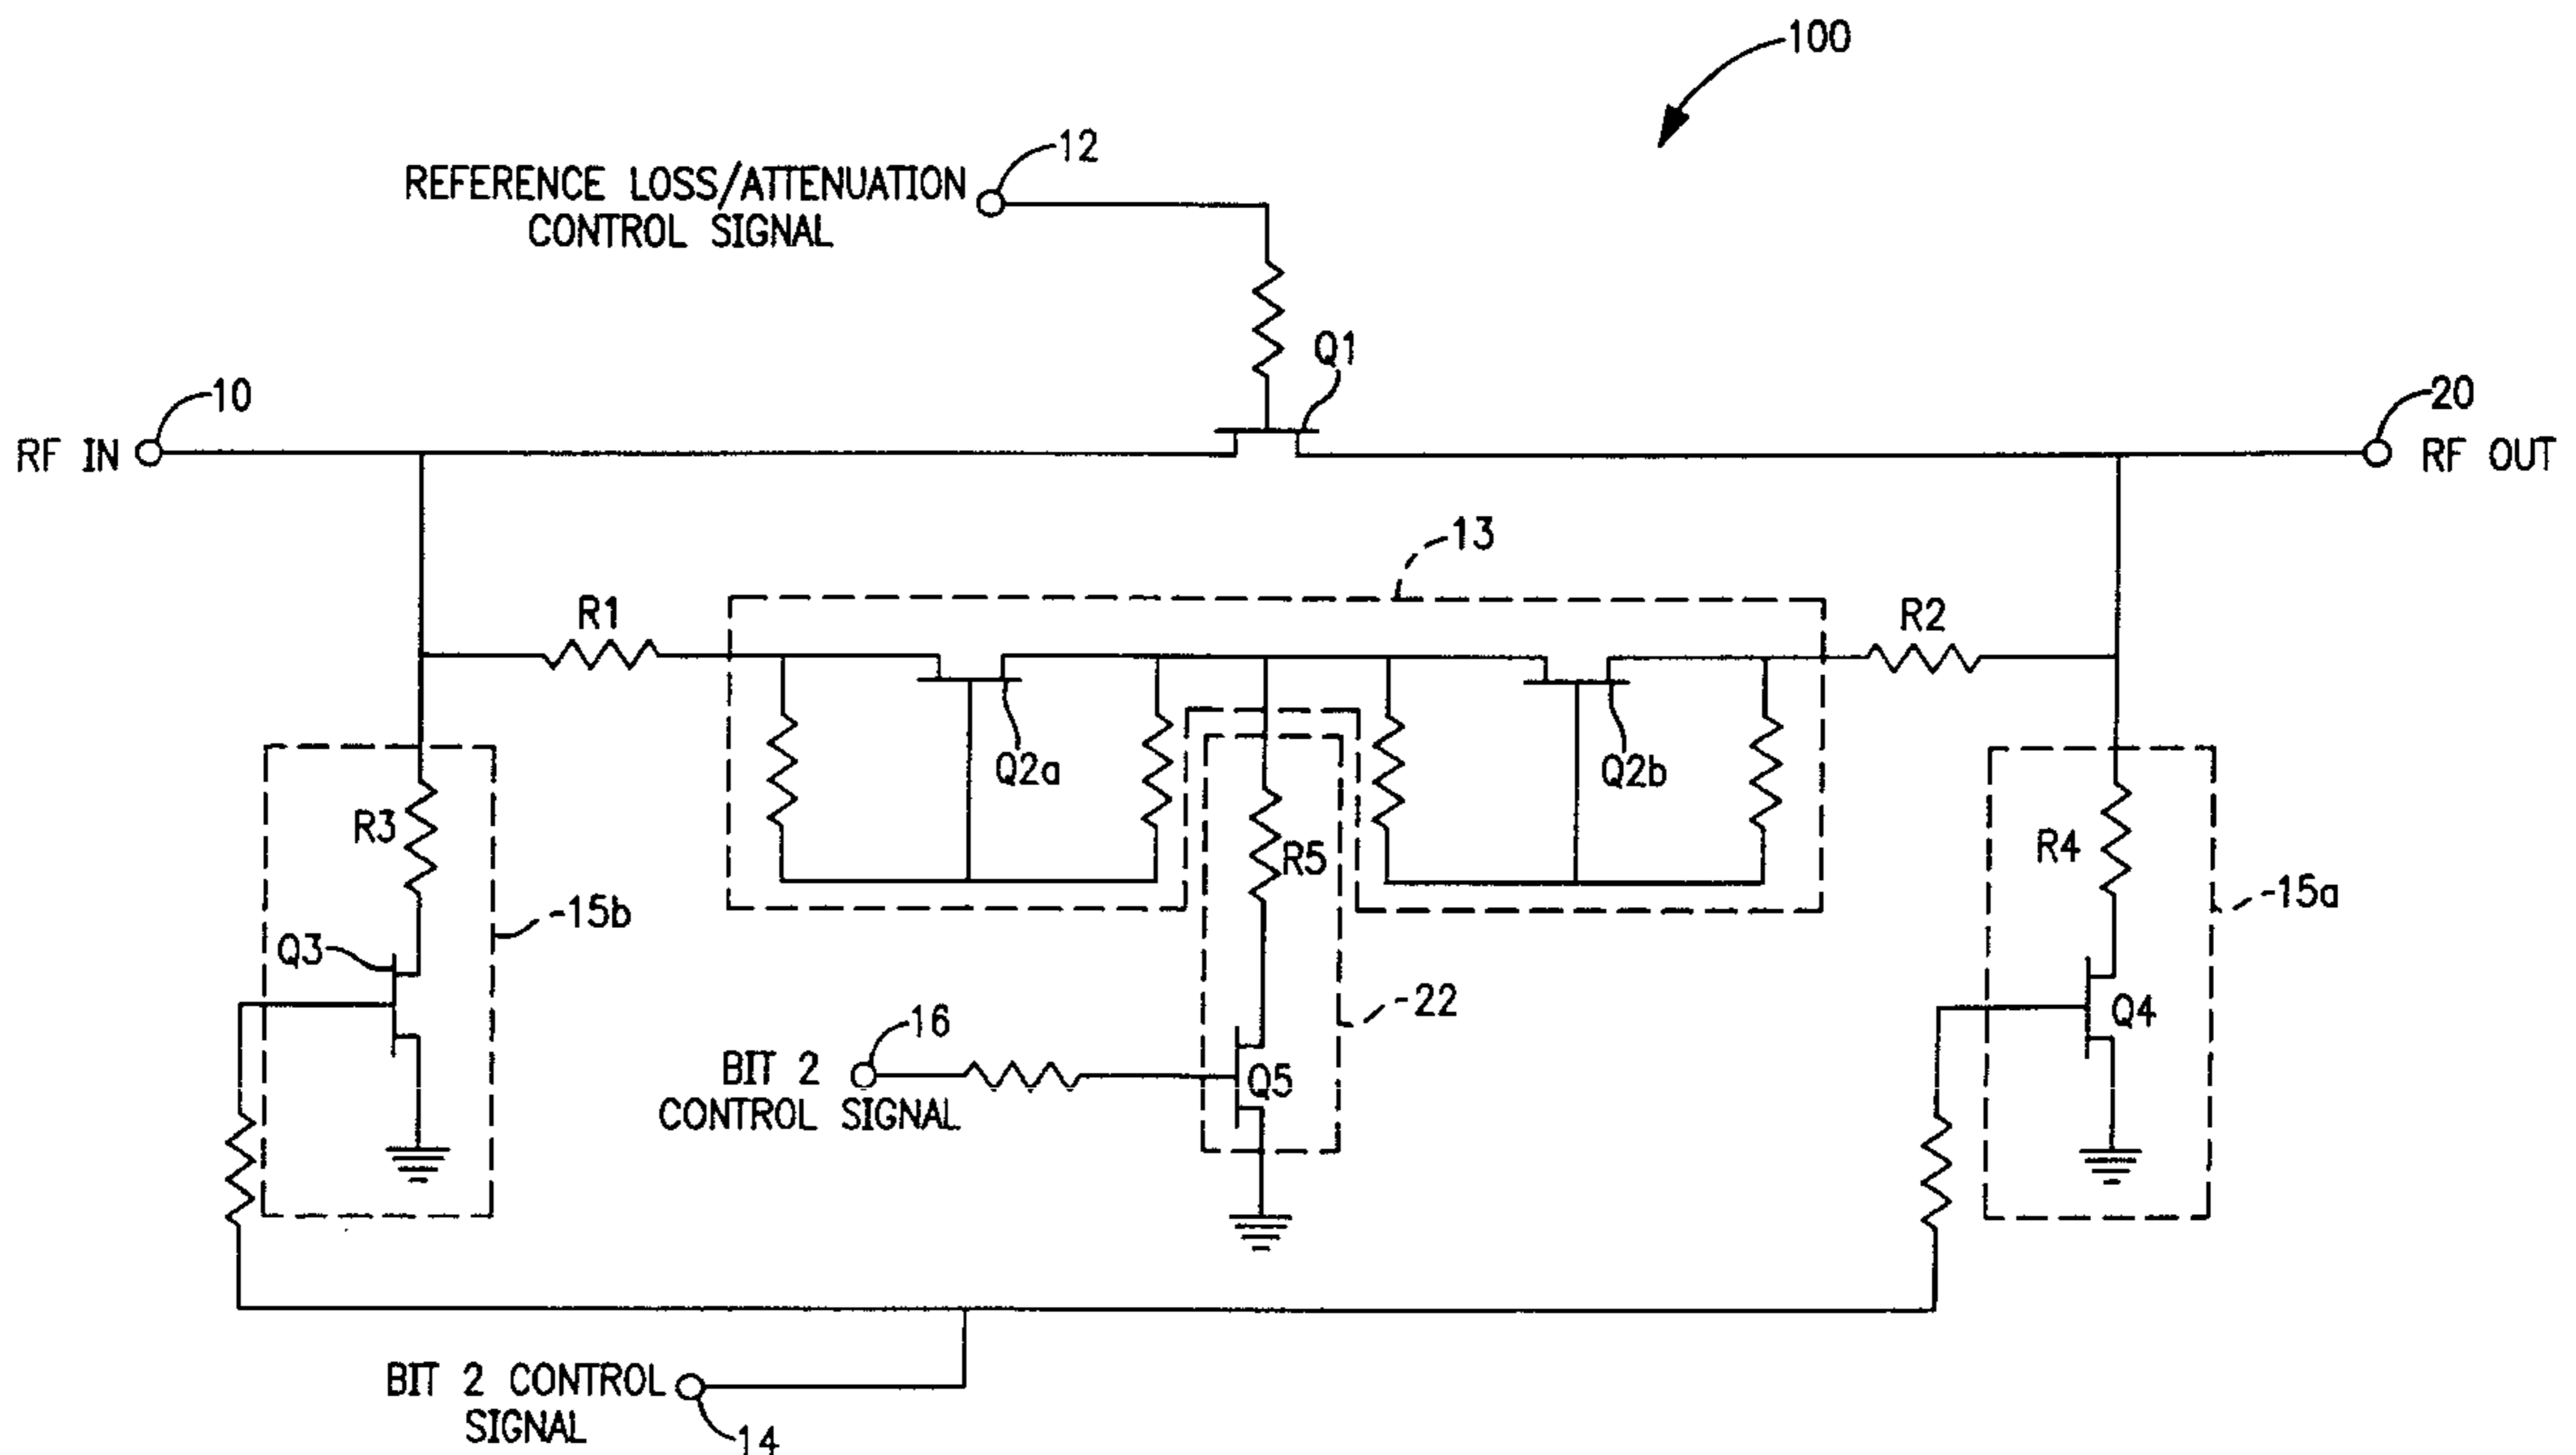 100
12
REFERENCE LOSS/ATTENUATION
CONTROL SIGNAL
Q1
10
20
RF IN
RF OUT
13
R1
R2
Q2a
Q2b
R3
R5
R4
15b
15a
Q3
22
16
Q4
BIT 2
CONTROL SIGNAL
Q5
BIT 2 CONTROL
SIGNAL
14